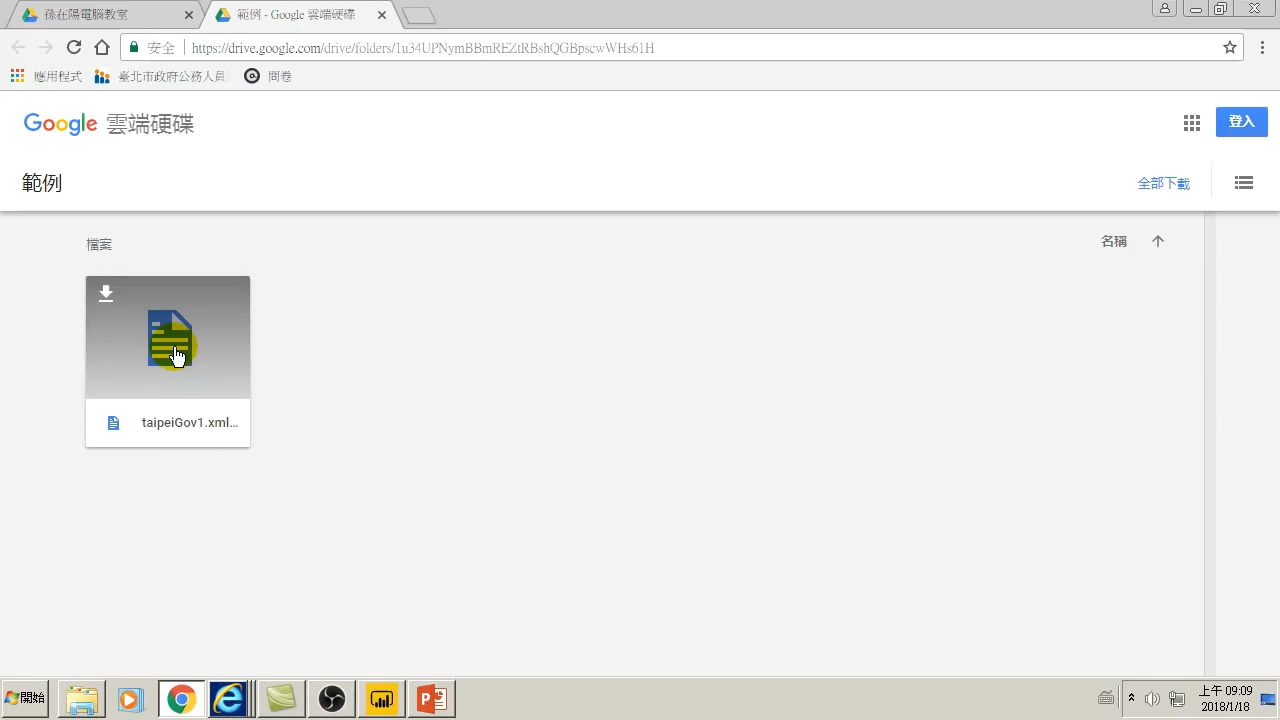 孫在陽電腦教室
範例 - Google 雲端硬碟
安全
https://drive.google.com/drive/folders/1u34UPNymBBmREZtRBshQGBpscwWHs61H
應用程式
臺北市政府公務人員
問卷
Google 雲端硬碟
登入
範例
全部下載
檔案
名稱
taipeiGov1.xml...
開始
上午 09:09
2018/1/18